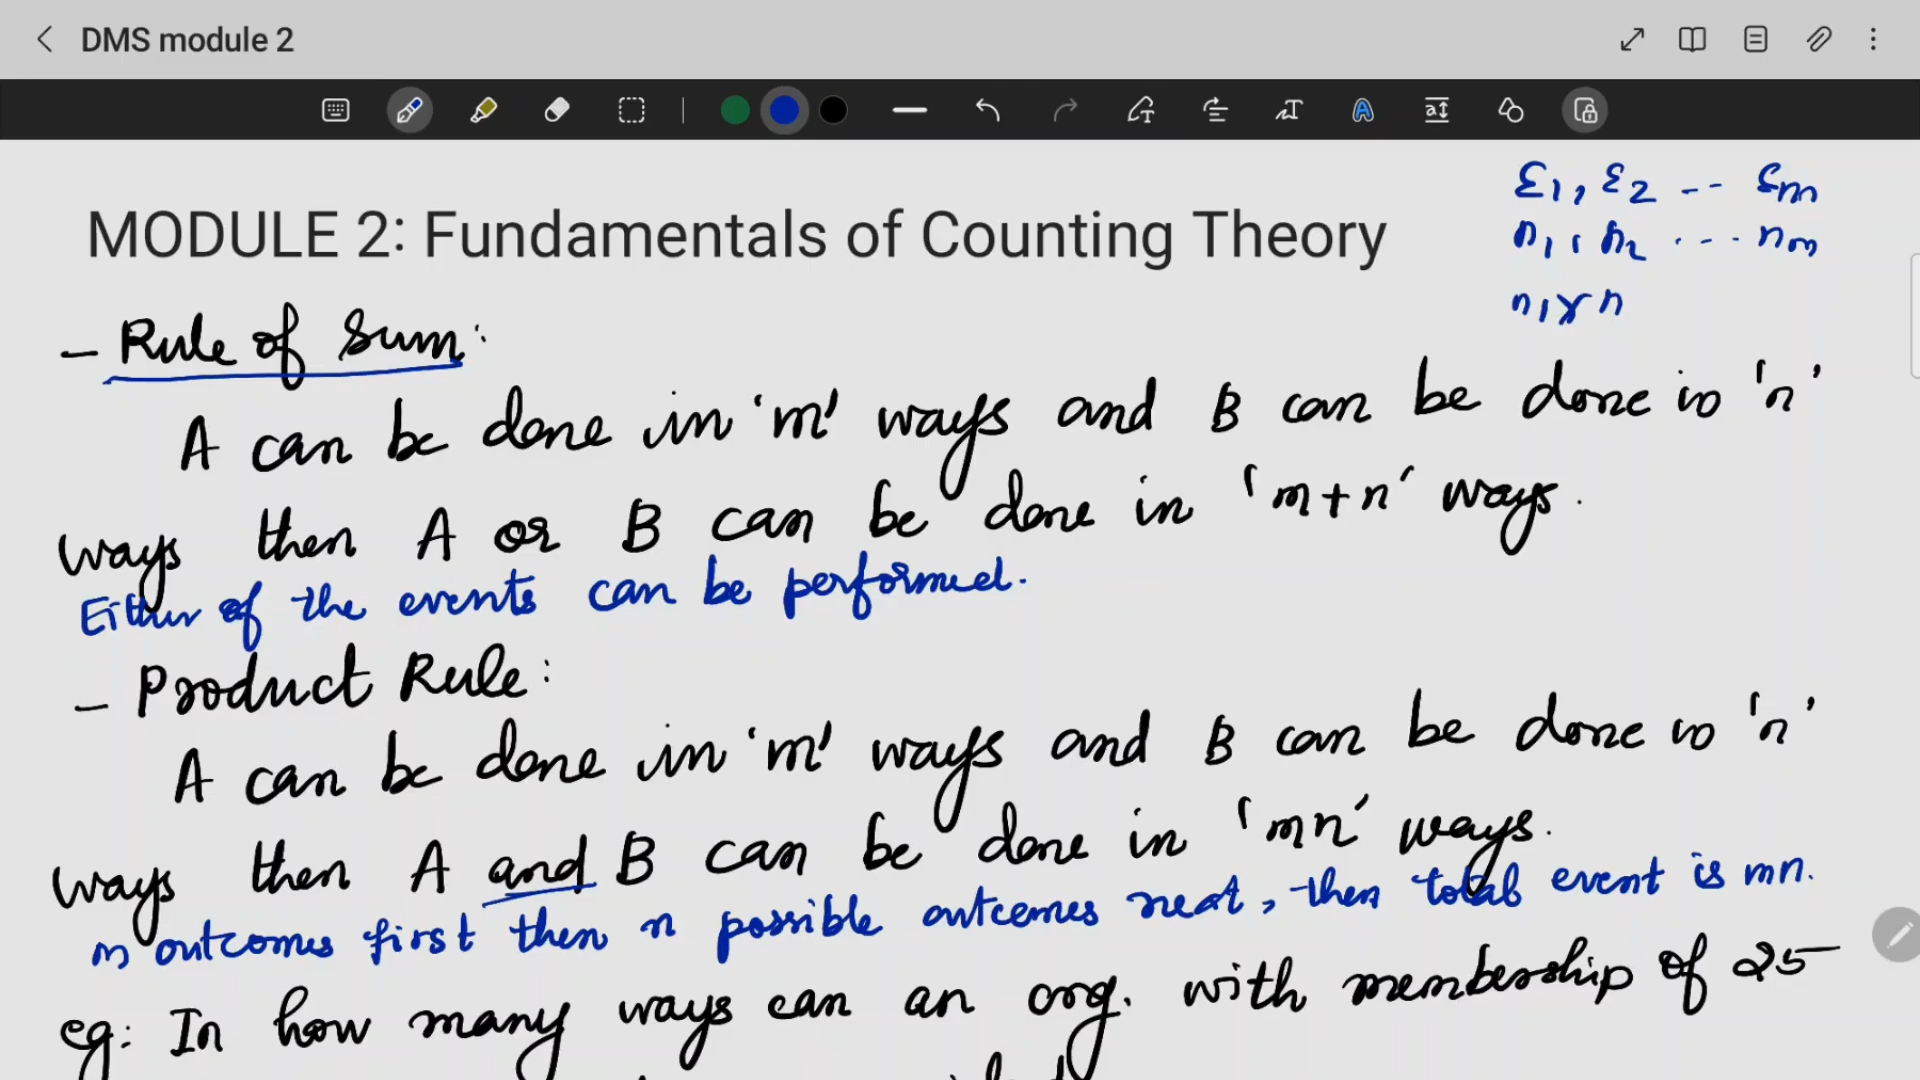 DMS module 2
ε1, ε2 -- εm
n1, n2 ... nm
n1 x n
MODULE 2: Fundamentals of Counting Theory
- Rule of Sum:
A can be done in 'm' ways and B can be done in 'n'
ways then A or B can be done in 'm+n' ways.
Either of the events can be performed.
- Product Rule:
A can be done in 'm' ways and B can be done in 'n'
ways then A and B can be done in 'mn' ways.
m outcomes first then n possible outcomes next, then total event is mn.
eg: In how many ways can an org. with membership of 25